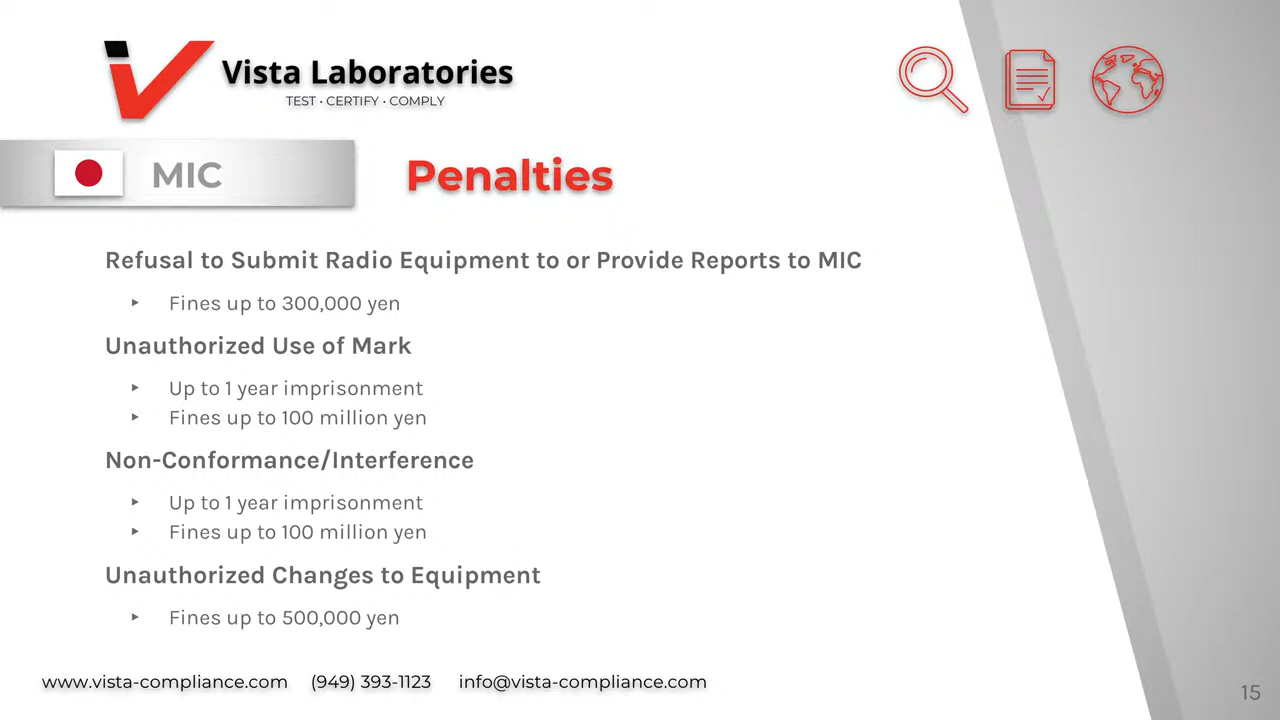 Vista Laboratories
TEST · CERTIFY · COMPLY
MIC
Penalties
Refusal to Submit Radio Equipment to or Provide Reports to MIC
‣ Fines up to 300,000 yen
Unauthorized Use of Mark
‣ Up to 1 year imprisonment
‣ Fines up to 100 million yen
Non-Conformance/Interference
‣ Up to 1 year imprisonment
‣ Fines up to 100 million yen
Unauthorized Changes to Equipment
‣ Fines up to 500,000 yen
www.vista-compliance.com (949) 393-1123 info@vista-compliance.com
15